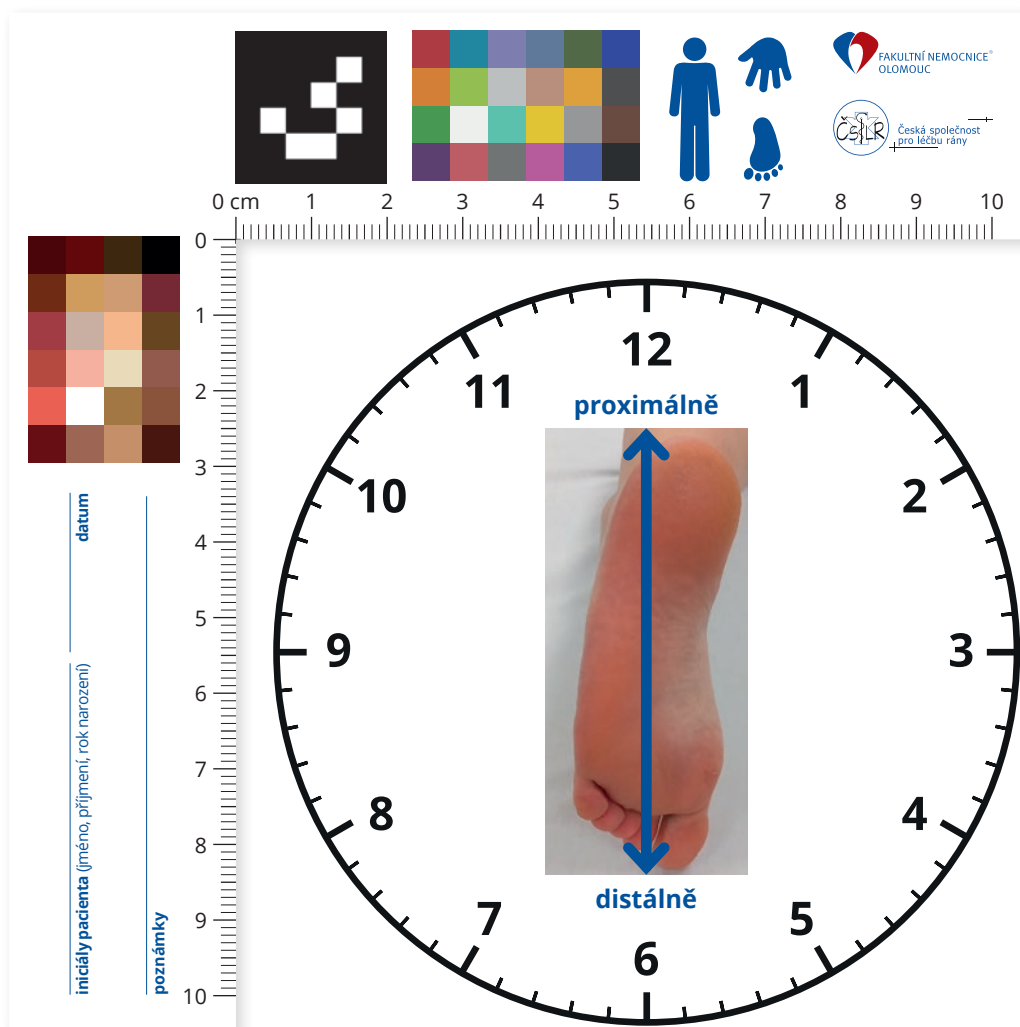 FAKULTNÍ NEMOCNICE®
OLOMOUC
ČSLR
Česká společnost
pro léčbu rány
0 cm 1 2 3 4 5 6 7 8 9 10
0
1
2
3
4
5
6
7
8
9
10
datum
iniciály pacienta (jméno, příjmení, rok narození)
poznámky
12
11
1
proximálně
10
2
9
3
8
4
distálně
7
5
6